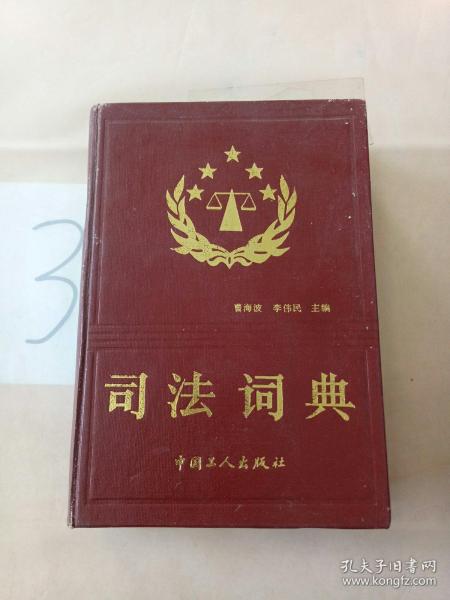 3
曹海波 李伟民 主编
司法词典
中国工人出版社
孔夫子旧书网
www.kongfz.com